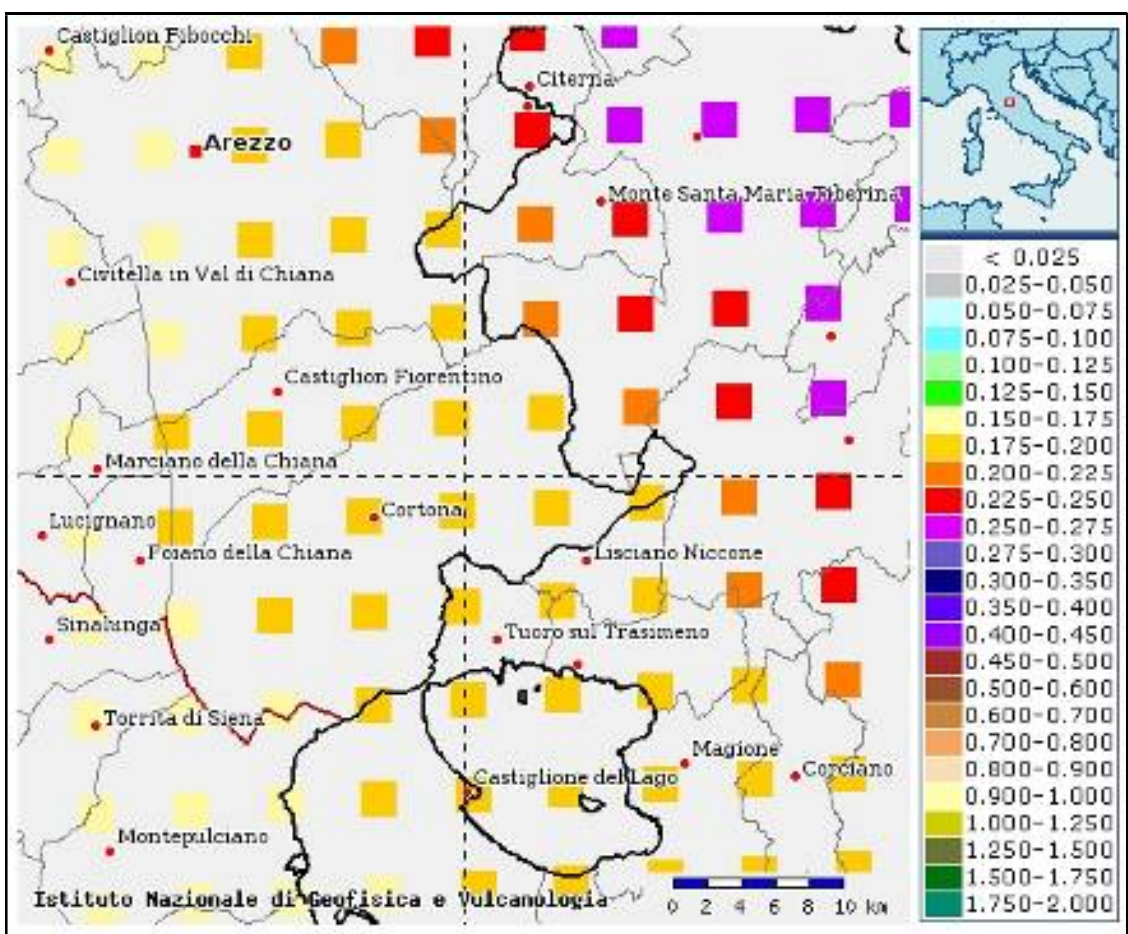 Castiglion Fibocchi
Citerna
Arezzo
Monte Santa Maria Tiberina
Civitella in Val di Chiana
Castiglion Fiorentino
Marciano della Chiana
Cortona
Lucignano
Foiano della Chiana
Lisciano Niccone
Sinalunga
Tuoro sul Trasimeno
Torrita di Siena
Magione
Castiglione del Lago
Corciano
Montepulciano
Istituto Nazionale di Geofisica e Vulcanologia
0 2 4 6 8 10 km
< 0.025
0.025-0.050
0.050-0.075
0.075-0.100
0.100-0.125
0.125-0.150
0.150-0.175
0.175-0.200
0.200-0.225
0.225-0.250
0.250-0.275
0.275-0.300
0.300-0.350
0.350-0.400
0.400-0.450
0.450-0.500
0.500-0.600
0.600-0.700
0.700-0.800
0.800-0.900
0.900-1.000
1.000-1.250
1.250-1.500
1.500-1.750
1.750-2.000